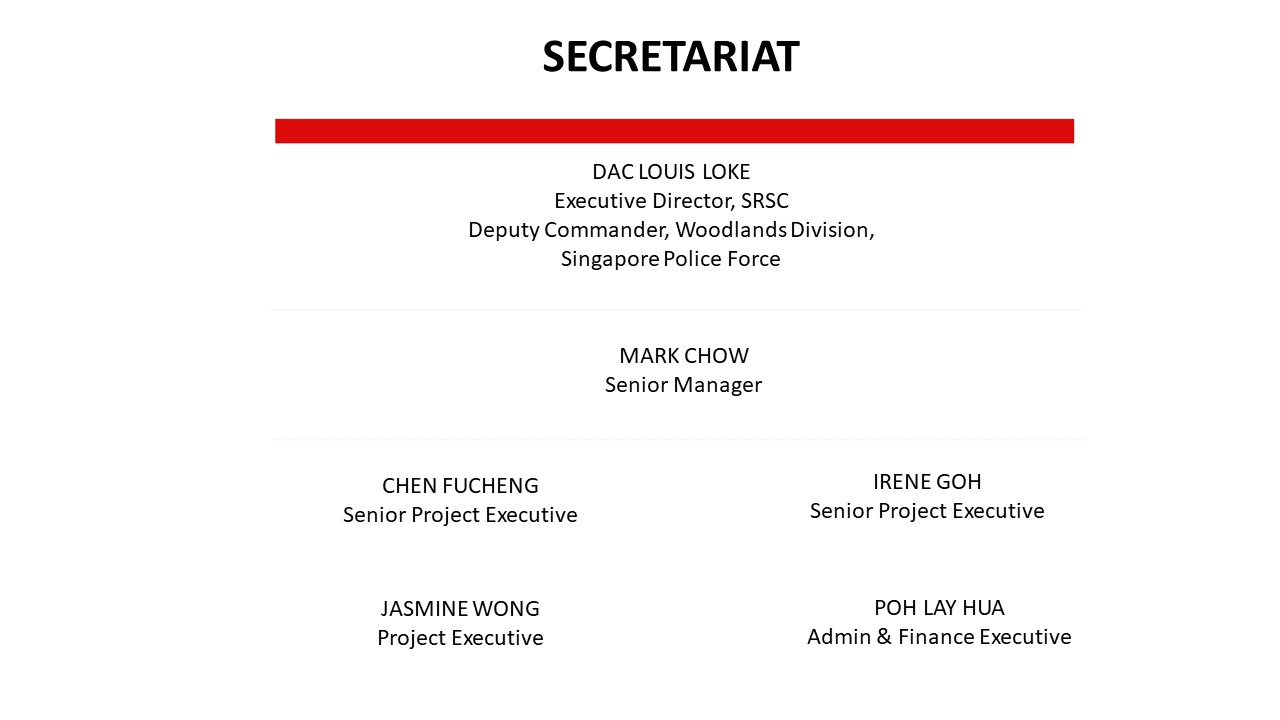 SECRETARIAT
DAC LOUIS LOKE
Executive Director, SRSC
Deputy Commander, Woodlands Division,
Singapore Police Force
MARK CHOW
Senior Manager
CHEN FUCHENG
Senior Project Executive
IRENE GOH
Senior Project Executive
JASMINE WONG
Project Executive
POH LAY HUA
Admin & Finance Executive